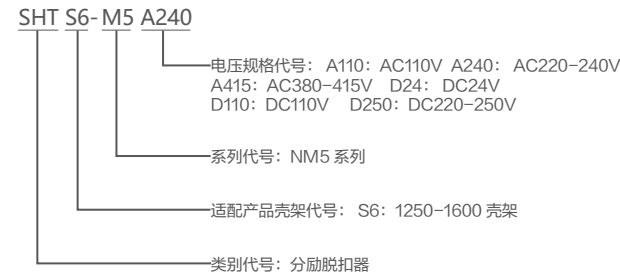 SHT S6-M5 A240
电压规格代号： A110：AC110V A240： AC220-240V
A415：AC380-415V D24：DC24V
D110：DC110V D250：DC220-250V
系列代号：NM5 系列
适配产品壳架代号： S6：1250-1600 壳架
类别代号：分励脱扣器